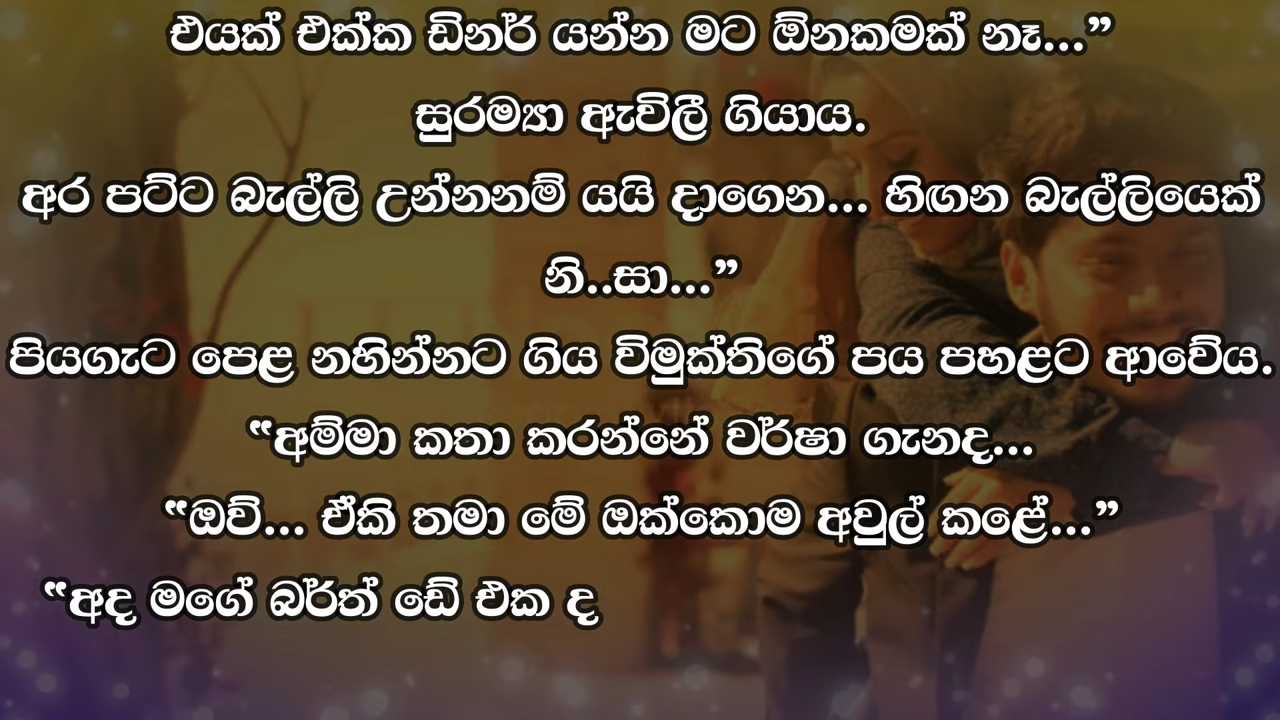 එයක් එක්ක ඩිනර් යන්න මට ඕනකමක් නෑ...”
සුරම්‍යා ඇවිලී ගියාය.
අර පට්ට බැල්ලි උන්නනම් යයි දාගෙන... හිඟන බැල්ලියෙක්
නි..සා...”
පියගැට පෙළ නහින්නට ගිය විමුක්තිගේ පය පහළට ආවේය.
“අම්මා කතා කරන්නේ වර්ෂා ගැනද...
“ඔව්... ඒකි තමා මේ ඔක්කොම අවුල් කළේ...”
“අද මගේ බර්ත් ඩේ එක ද